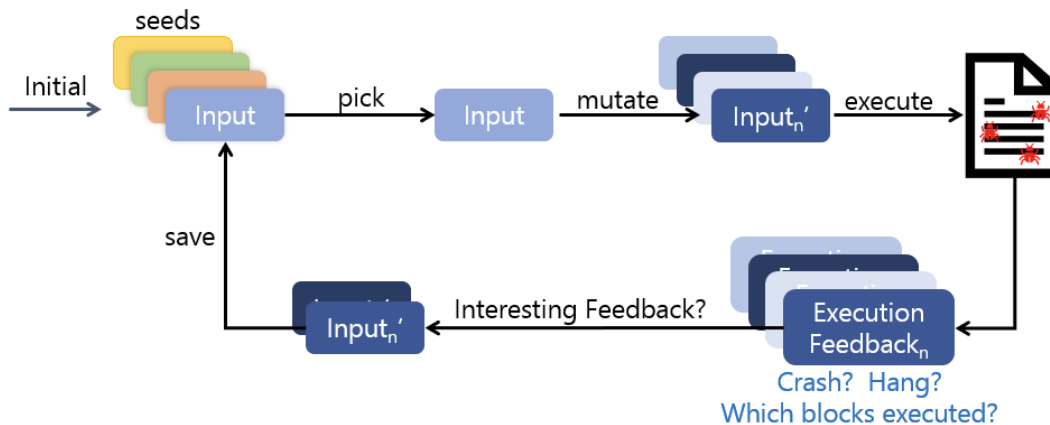 seeds
Initial
Input
pick
Input
mutate
Inputn’
execute
save
Inputn’
Interesting Feedback?
Execution
Feedbackn
Crash? Hang?
Which blocks executed?